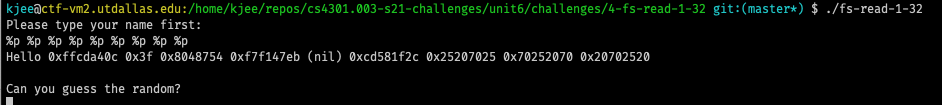 kjee@ctf-vm2.utdallas.edu:/home/kjee/repos/cs4301.003-s21-challenges/unit6/challenges/4-fs-read-1-32 git:(master*) $ ./fs-read-1-32
Please type your name first:
%p %p %p %p %p %p %p %p %p
Hello 0xffcda40c 0x3f 0x8048754 0xf7f147eb (nil) 0xcd581f2c 0x25207025 0x70252070 0x20702520
Can you guess the random?